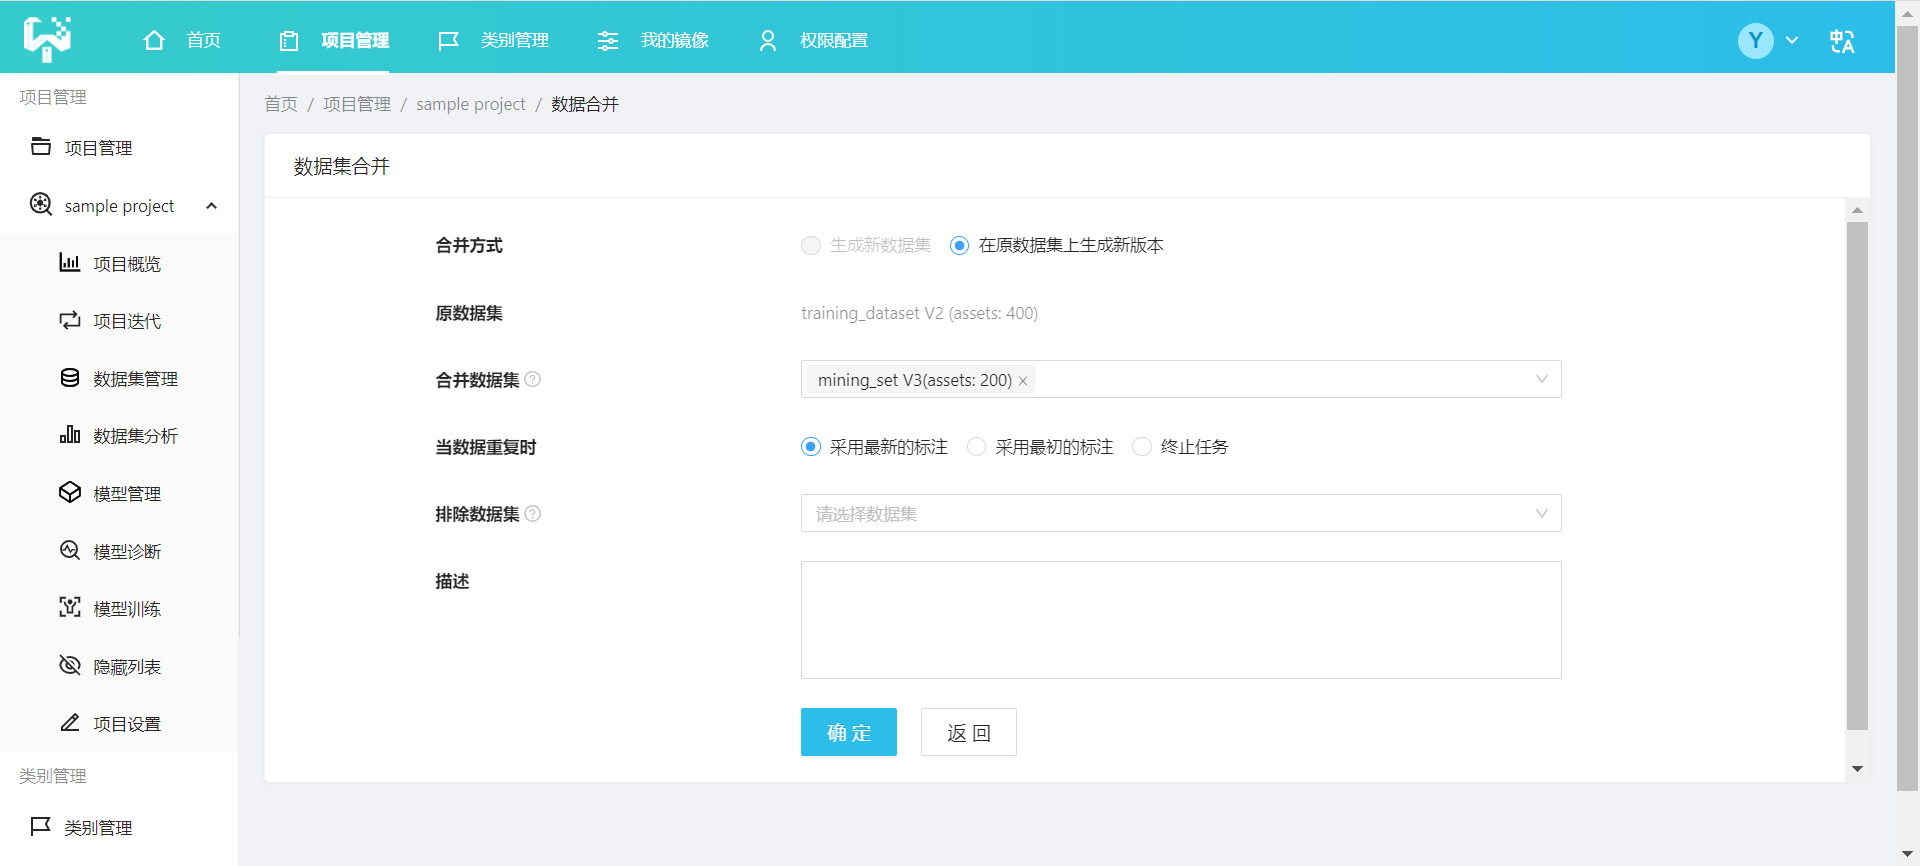 首页 项目管理 类别管理 我的镜像 权限配置 Y 中A
项目管理
项目管理
sample project
项目概览
项目迭代
数据集管理
数据集分析
模型管理
模型诊断
模型训练
隐藏列表
项目设置
类别管理
类别管理
首页 / 项目管理 / sample project / 数据合并
数据集合并
合并方式 生成新数据集 在原数据集上生成新版本
原数据集 training_dataset V2 (assets: 400)
合并数据集 ? mining_set V3(assets: 200) ×
当数据重复时 采用最新的标注 采用最初的标注 终止任务
排除数据集 ? 请选择数据集
描述
确 定 返 回